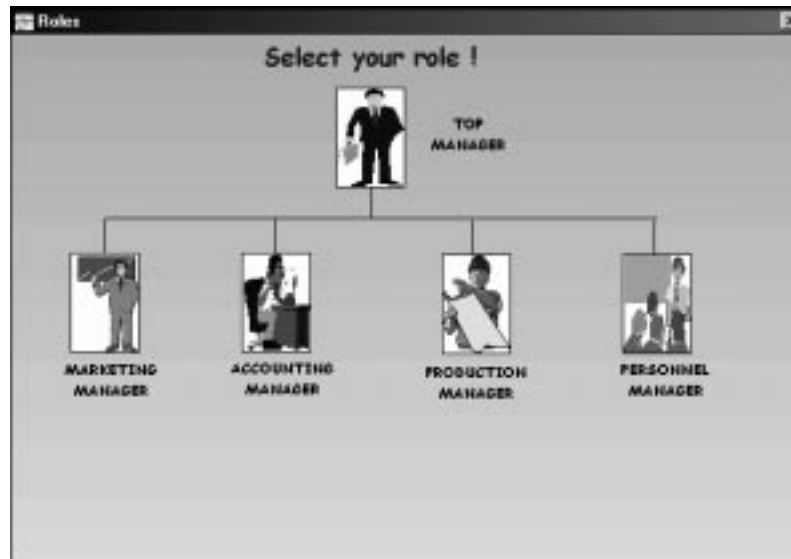 Roles
Select your role !
TOP
MANAGER
MARKETING
MANAGER
ACCOUNTING
MANAGER
PRODUCTION
MANAGER
PERSONNEL
MANAGER